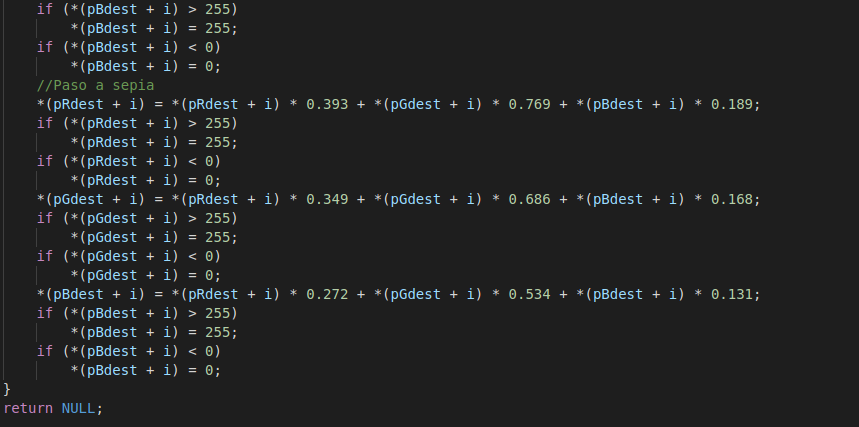 if (*(pBdest + i) > 255)
*(pBdest + i) = 255;
if (*(pBdest + i) < 0)
*(pBdest + i) = 0;
//Paso a sepia
*(pRdest + i) = *(pRdest + i) * 0.393 + *(pGdest + i) * 0.769 + *(pBdest + i) * 0.189;
if (*(pRdest + i) > 255)
*(pRdest + i) = 255;
if (*(pRdest + i) < 0)
*(pRdest + i) = 0;
*(pGdest + i) = *(pRdest + i) * 0.349 + *(pGdest + i) * 0.686 + *(pBdest + i) * 0.168;
if (*(pGdest + i) > 255)
*(pGdest + i) = 255;
if (*(pGdest + i) < 0)
*(pGdest + i) = 0;
*(pBdest + i) = *(pRdest + i) * 0.272 + *(pGdest + i) * 0.534 + *(pBdest + i) * 0.131;
if (*(pBdest + i) > 255)
*(pBdest + i) = 255;
if (*(pBdest + i) < 0)
*(pBdest + i) = 0;
}
return NULL;